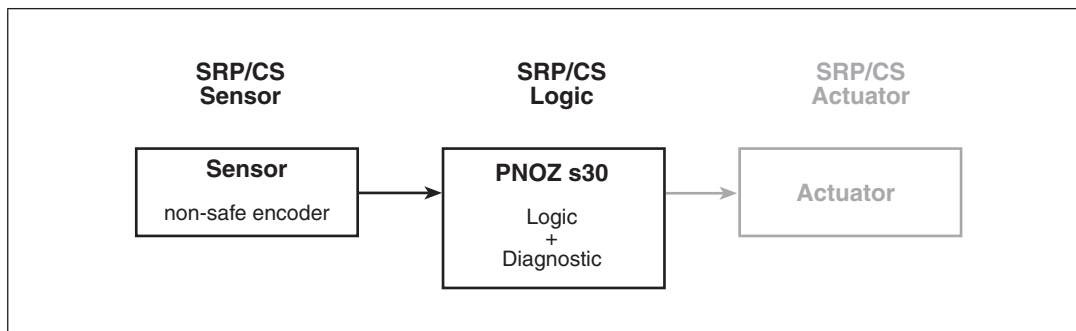 SRP/CS
Sensor
SRP/CS
Logic
SRP/CS
Actuator
Sensor
non-safe encoder
PNOZ s30
Logic
+
Diagnostic
Actuator